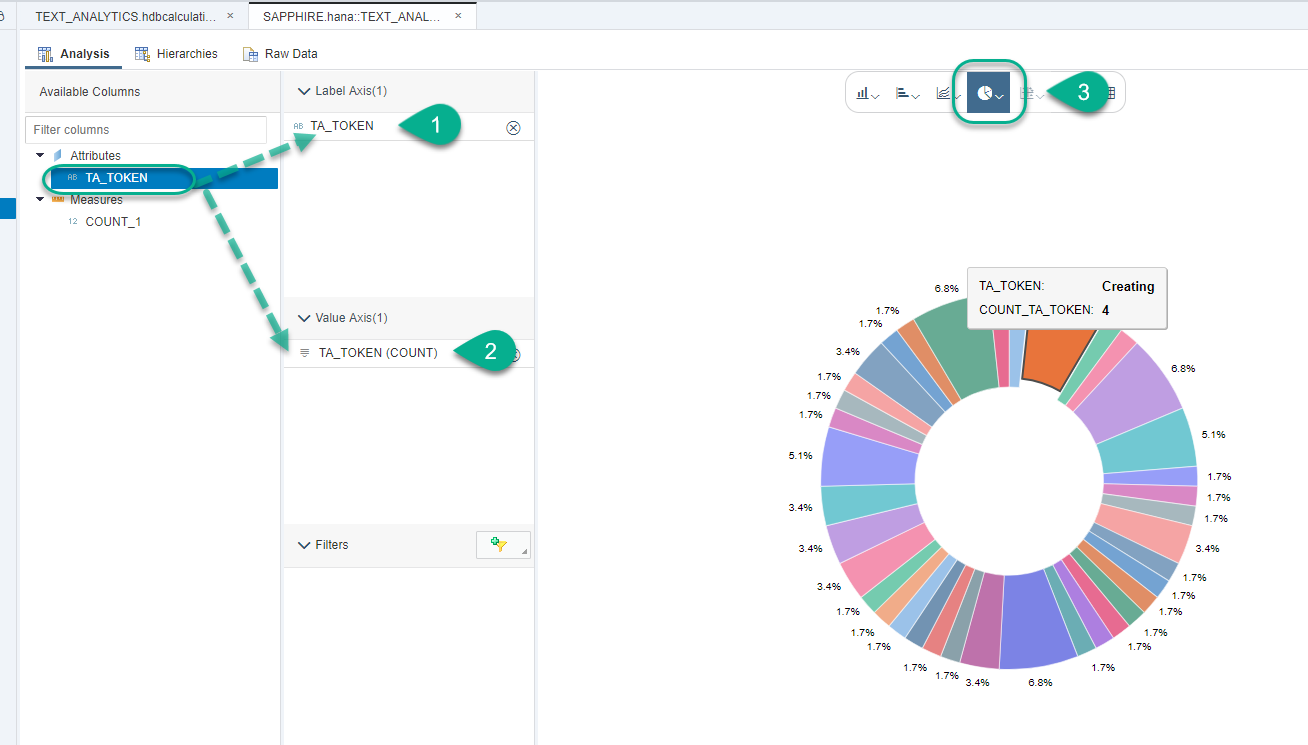 TEXT_ANALYTICS.hdbcalculati... ×
SAPPHIRE.hana::TEXT_ANAL... ×
Analysis
Hierarchies
Raw Data
Available Columns
Filter columns
Attributes
AB TA_TOKEN
Measures
12 COUNT_1
Label Axis(1)
AB TA_TOKEN
1
Value Axis(1)
TA_TOKEN (COUNT)
2
Filters
3
TA_TOKEN: Creating
COUNT_TA_TOKEN: 4
6.8%
1.7%
1.7%
3.4%
1.7%
1.7%
1.7%
5.1%
3.4%
3.4%
3.4%
1.7%
1.7%
1.7%
1.7%
1.7%
3.4%
6.8%
1.7%
1.7%
1.7%
1.7%
1.7%
1.7%
3.4%
1.7%
1.7%
1.7%
5.1%
6.8%